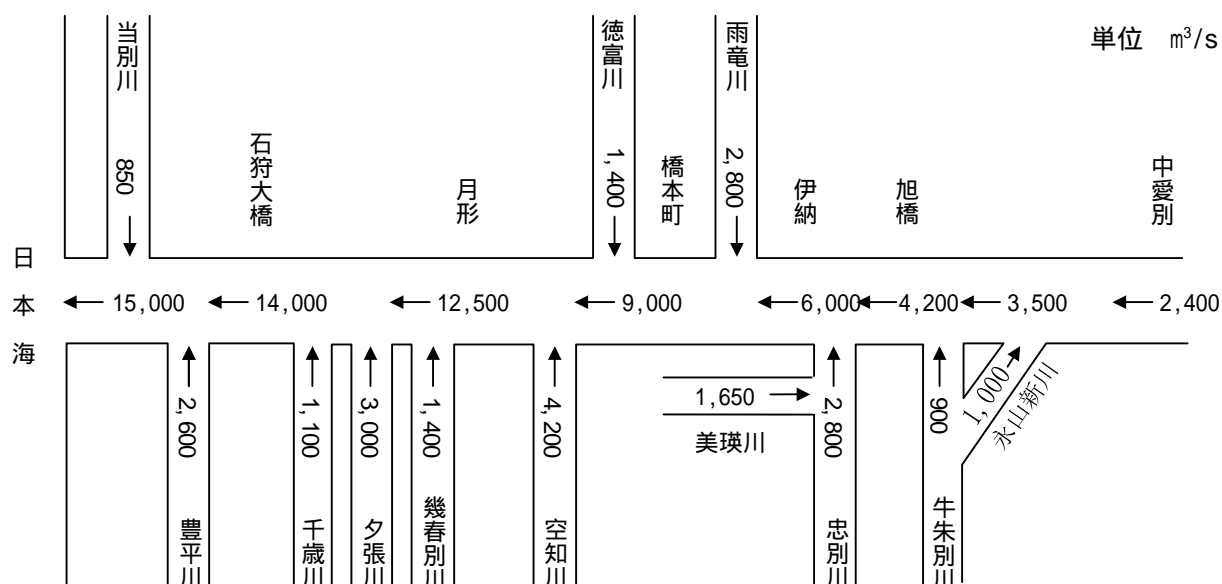 単位 m³/s
当別川
850
石狩大橋
月形
徳富川
1,400
橋本町
雨竜川
2,800
伊納
旭橋
中愛別
日本海
15,000
14,000
12,500
9,000
6,000
4,200
3,500
2,400
2,600
豊平川
1,100
千歳川
3,000
夕張川
1,400
幾春別川
4,200
空知川
1,650
美瑛川
2,800
忠別川
900
牛朱別川
1,000
永山新川